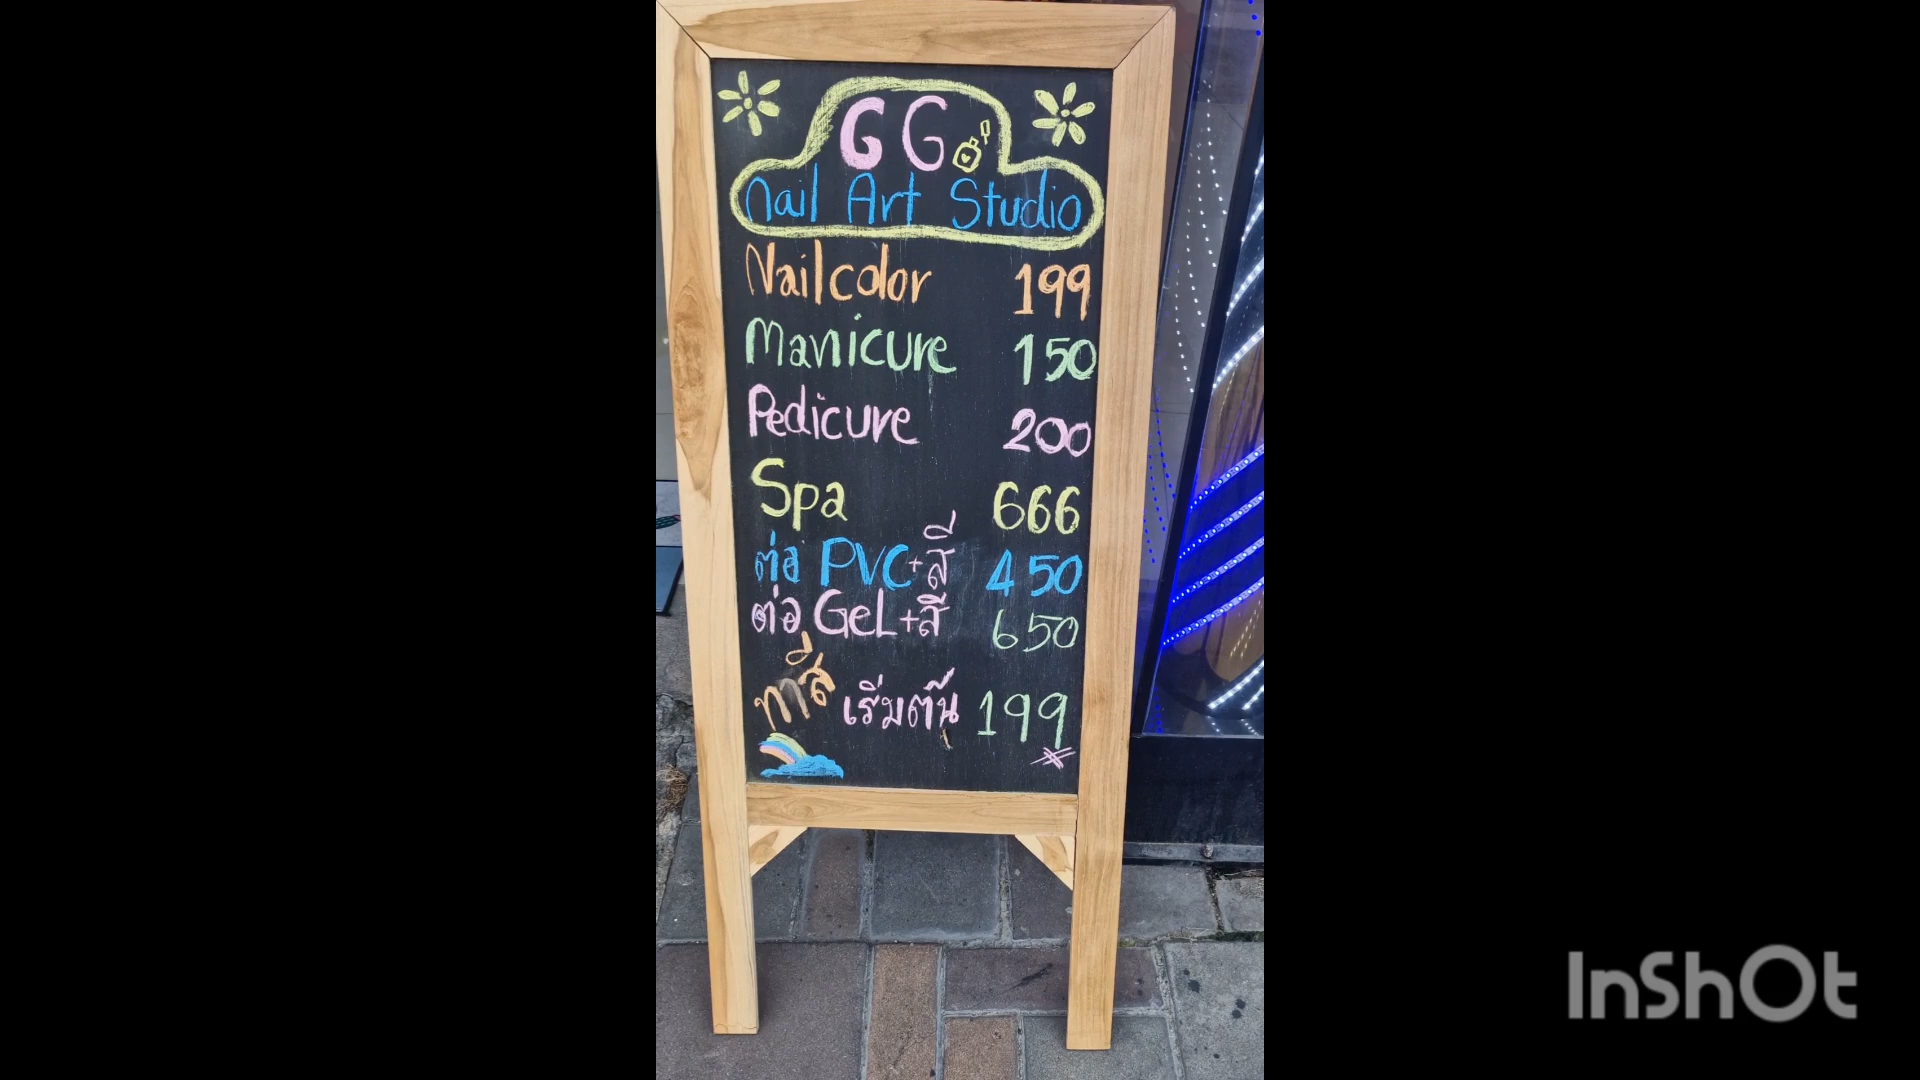 GG
Nail Art Studio
Nailcolor 199
Manicure 150
Pedicure 200
Spa 666
ต่อ PVC+สี 450
ต่อ GeL+สี 650
ทาสี เริ่มต้น 199
InShOt